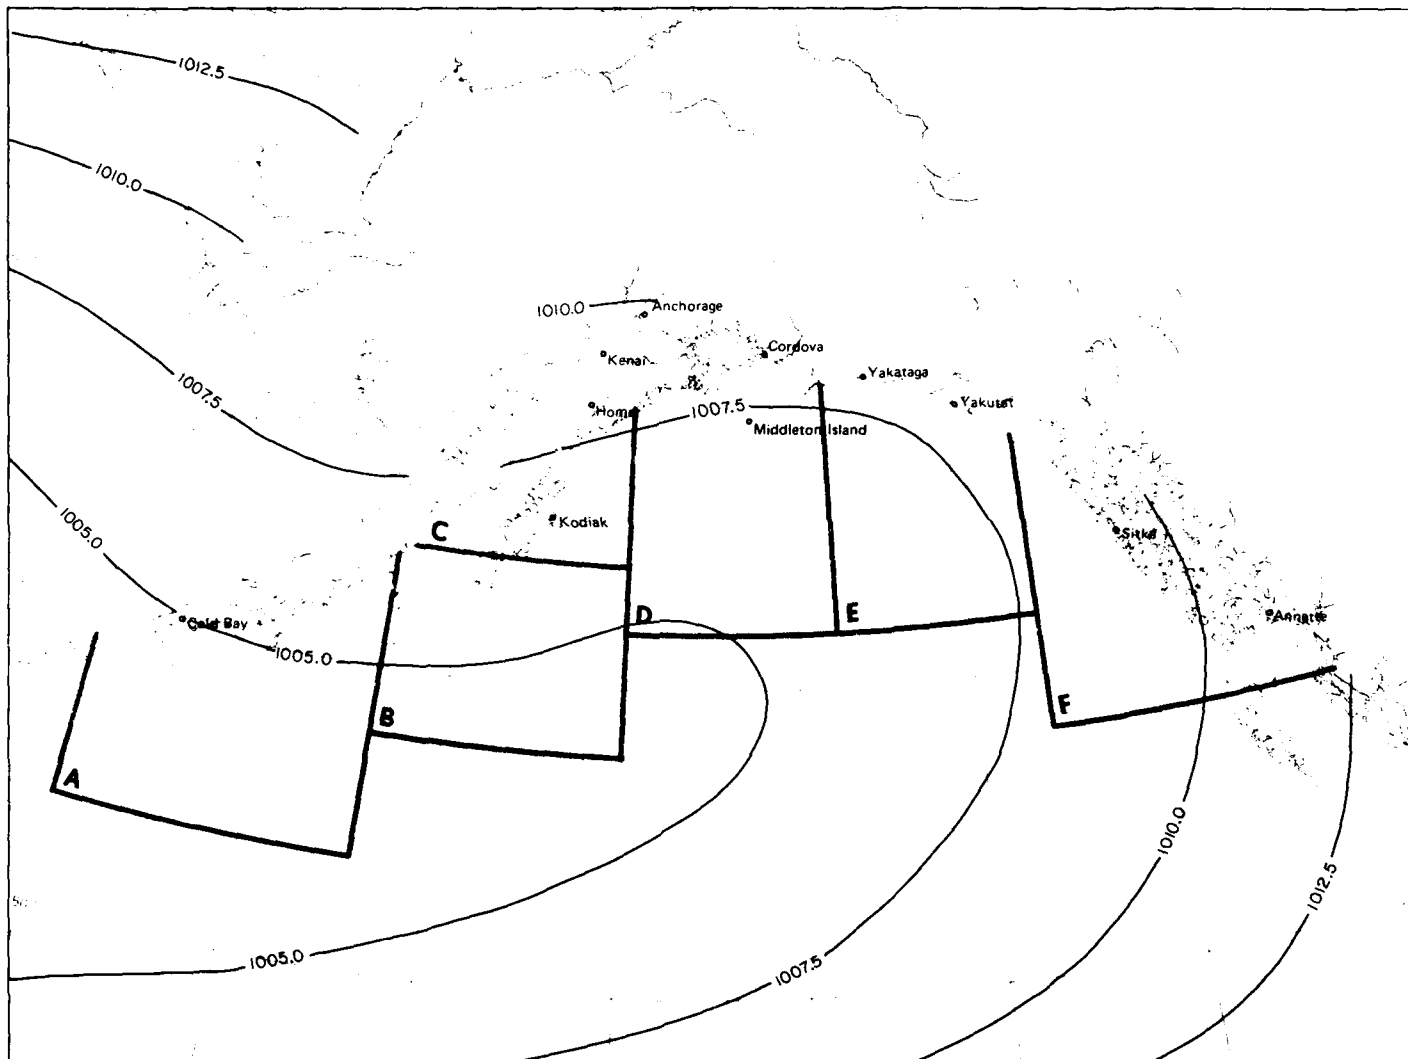 1012.5
1010.0
1010.0
Anchorage
Kenai
Cordova
Yakataga
1007.5
Homer
1007.5
Yakutat
Middleton Island
1005.0
Kodiak
C
Sitka
Cold Bay
D
E
Annette
1005.0
B
F
A
1010.0
1012.5
1005.0
1007.5